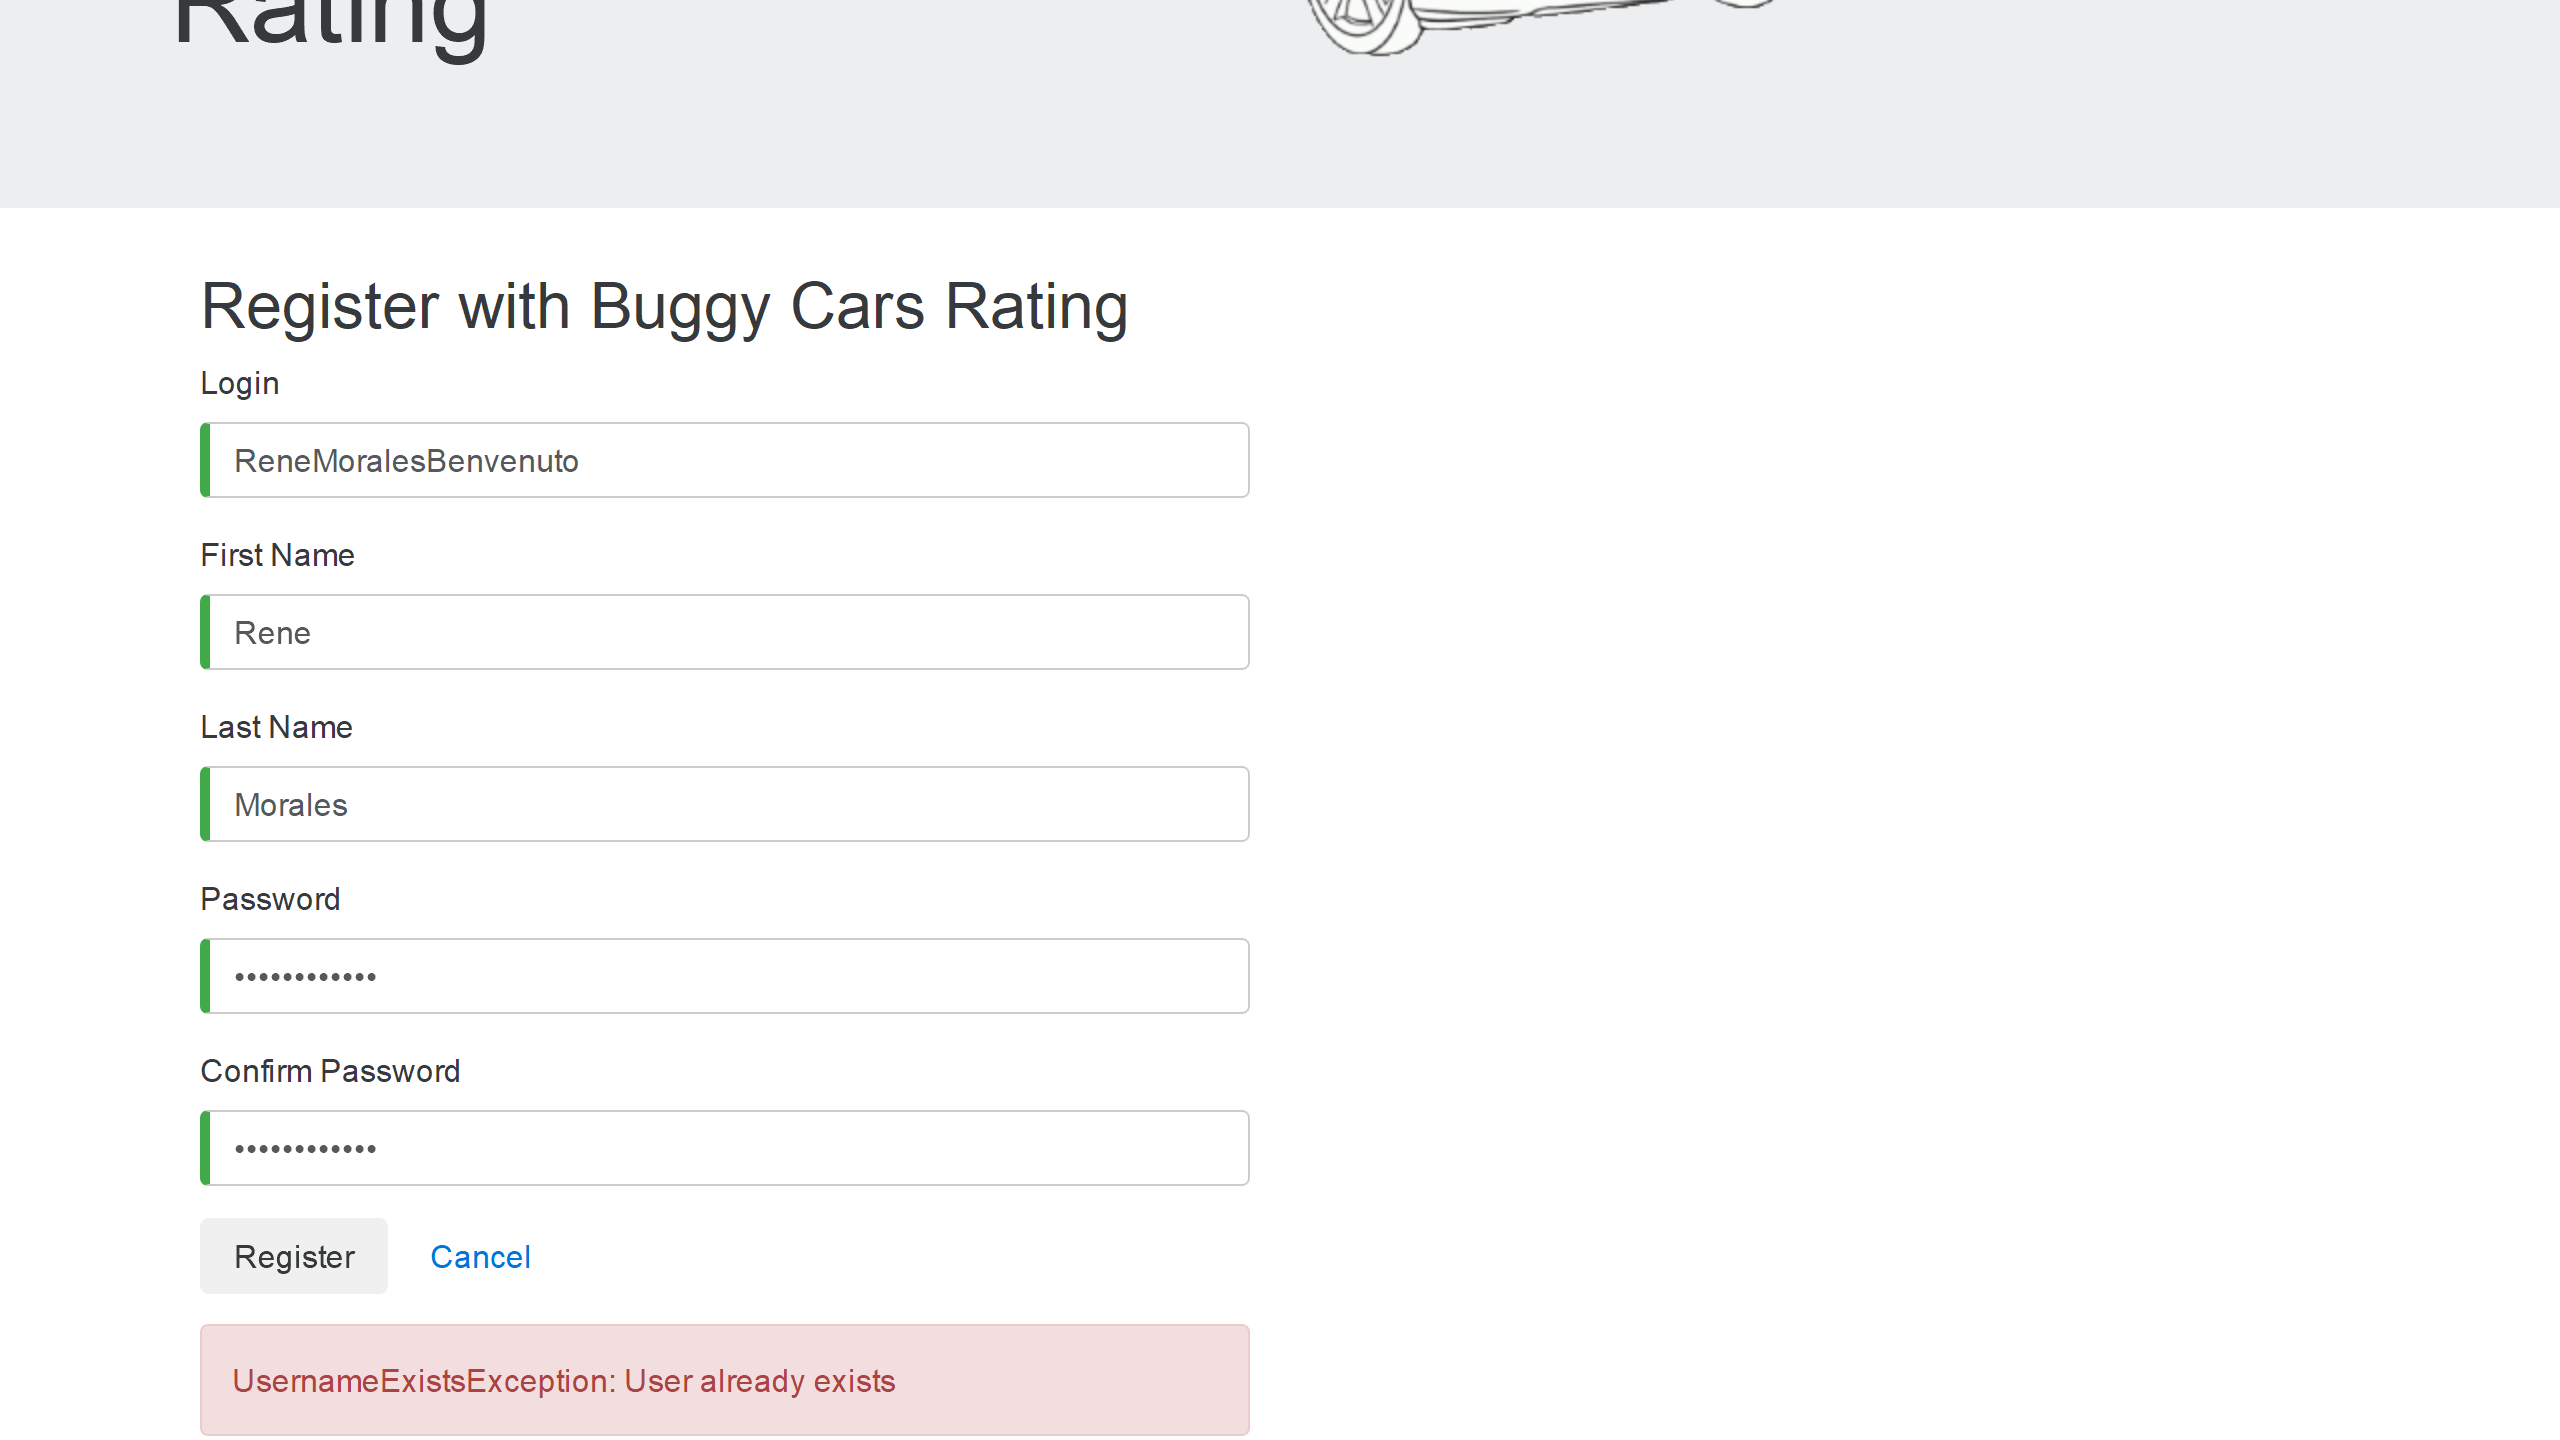 Rating
Register with Buggy Cars Rating
Login
ReneMoralesBenvenuto
First Name
Rene
Last Name
Morales
Password
••••••••••••
Confirm Password
••••••••••••
Register Cancel
UsernameExistsException: User already exists